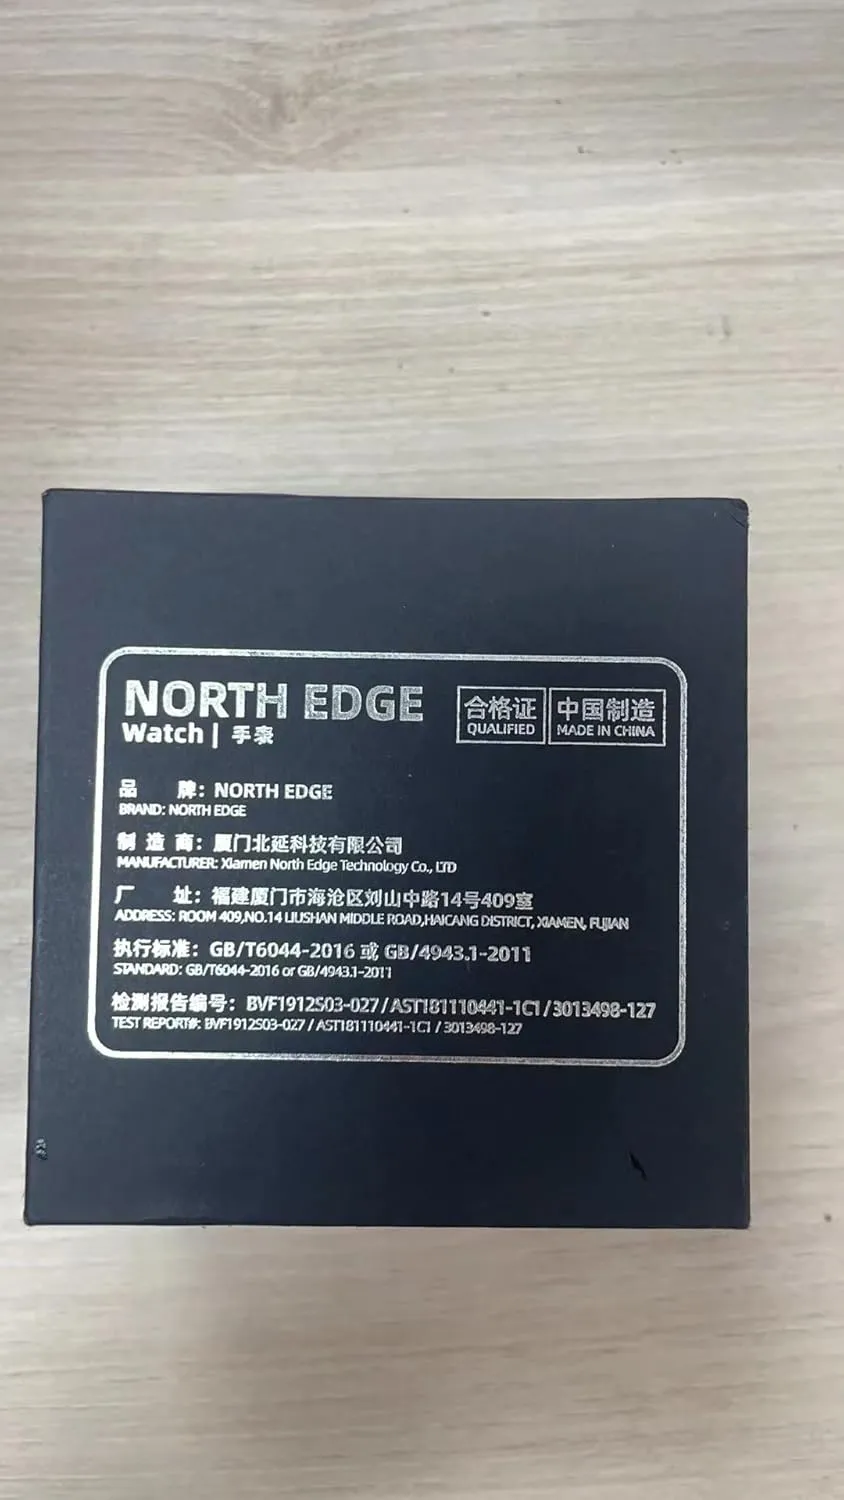 NORTH EDGE
Watch | 手表
合格证
QUALIFIED
中国制造
MADE IN CHINA
品 牌：NORTH EDGE
BRAND: NORTH EDGE
制 造 商：厦门北延科技有限公司
MANUFACTURER: Xiamen North Edge Technology Co., LTD
厂 址：福建厦门市海沧区刘山中路14号409室
ADDRESS: ROOM 409,NO.14 LIUSHAN MIDDLE ROAD,HAICANG DISTRICT, XIAMEN, FUJIAN
执行标准：GB/T6044-2016 或 GB/4943.1-2011
STANDARD: GB/T6044-2016 or GB/4943.1-2011
检测报告编号：BVF1912S03-027 / AST181110441-1C1 / 3013498-127
TEST REPORT#: BVF1912S03-027 / AST181110441-1C1 / 3013498-127